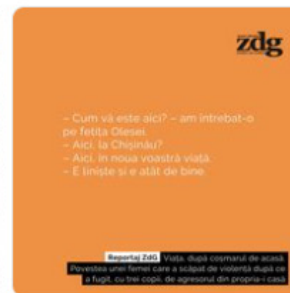 zdg
– Cum vă este aici? – am întrebat-o
pe fetița Olesei.
– Aici, la Chișinău?
– Aici, în noua voastră viață.
– E liniște și e atât de bine.
Reportaj ZdG Viața, după coșmarul de acasă.
Povestea unei femei care a scăpat de violență după ce
a fugit, cu trei copii, de agresorul din propria-i casă